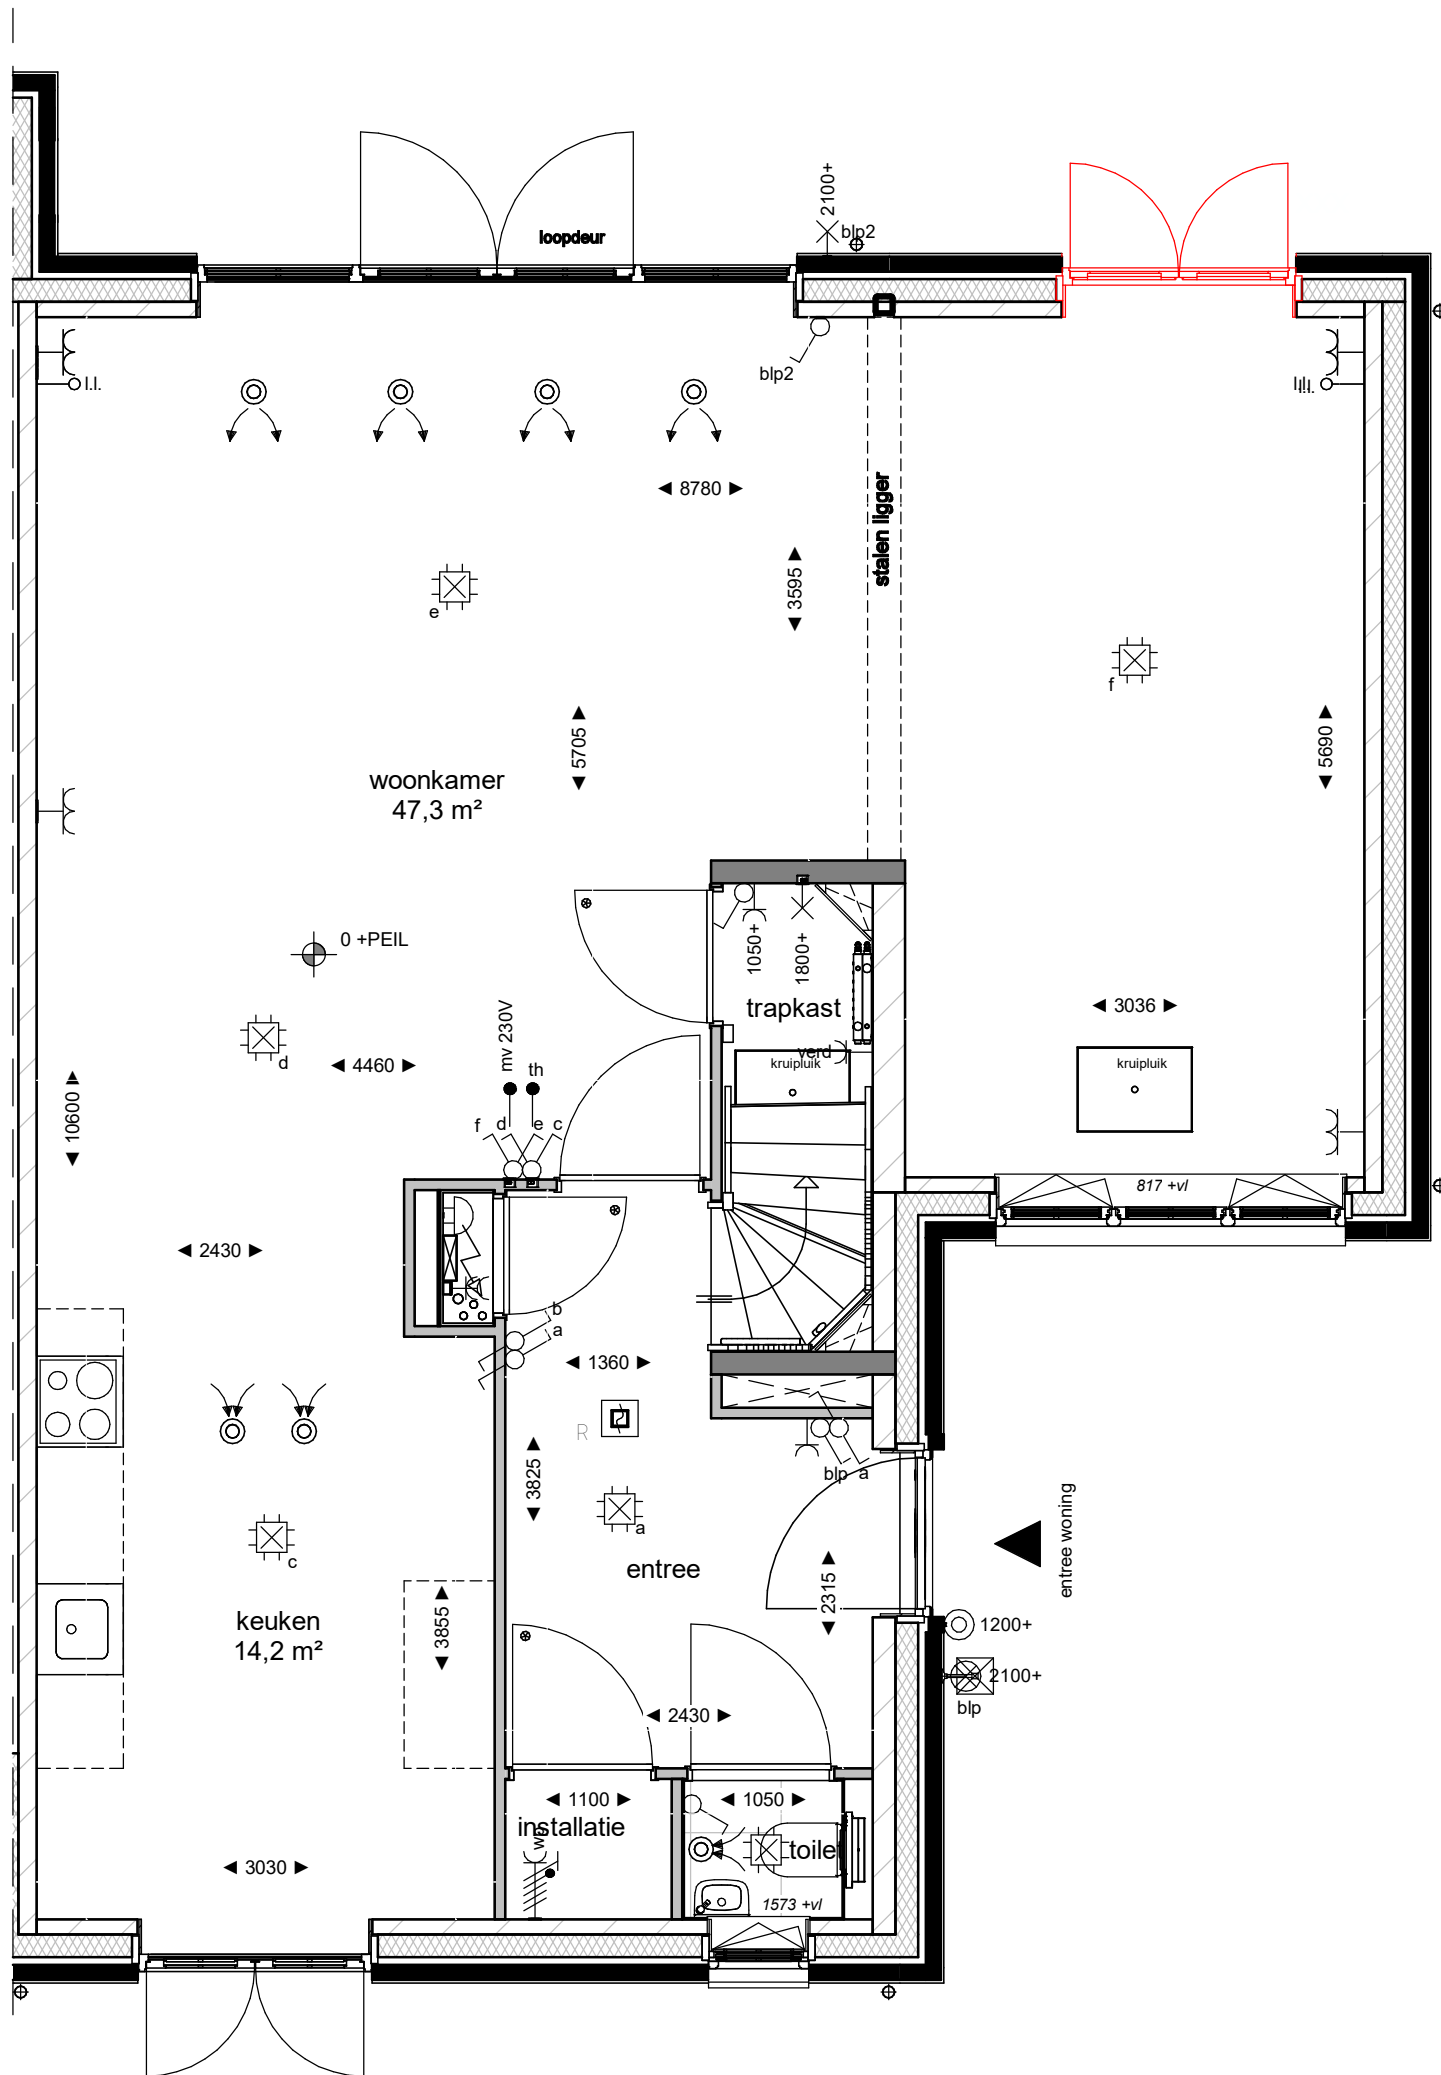 2100+
blp2
loopdeur
blp2
l.l.
l.l.
8780
stalen ligger
3595
e
f
5705
5690
woonkamer
47,3 m²
0 +PEIL
1050+
1800+
trapkast
3036
mv 230V
th
verd
kruipluik
kruipluik
d
4460
10600
f
d
e
c
817 +vl
2430
b
a
1360
R
3825
blp
a
entree woning
a
c
entree
2315
3855
keuken
14,2 m²
1200+
2100+
blp
2430
1100
1050
installatie
toilet
3030
1573 +vl